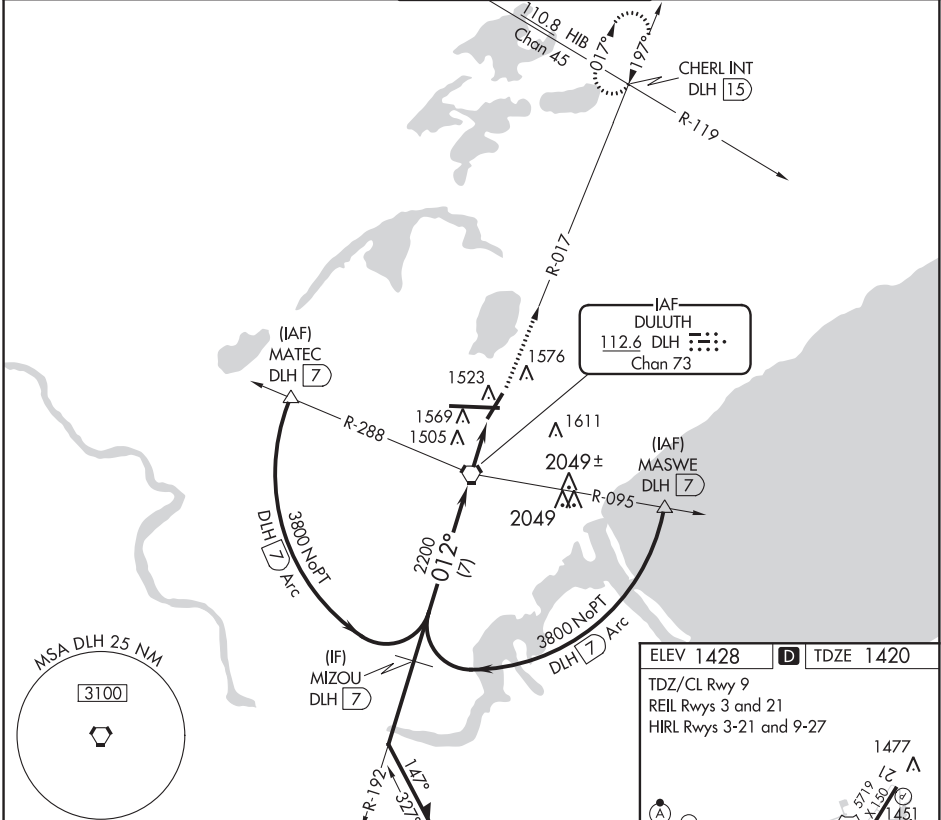 110.8 HIB
Chan 45
017°
197°
CHERL INT
DLH 15
R-119
R-017
IAF
DULUTH
112.6 DLH
Chan 73
(IAF)
MATEC
DLH 7
1576
1523
1569
1505
1611
R-288
2049±
(IAF)
MASWE
DLH 7
R-095
2049
2200
012°
(7)
3800 NoPT
DLH 7 Arc
3800 NoPT
DLH 7 Arc
(IF)
MIZOU
DLH 7
MSA DLH 25 NM
3100
R-192
147°
327°
ELEV 1428 D TDZE 1420
TDZ/CL Rwy 9
REIL Rwys 3 and 21
HIRL Rwys 3-21 and 9-27
1477
21
5719 X 150
P
1451
A